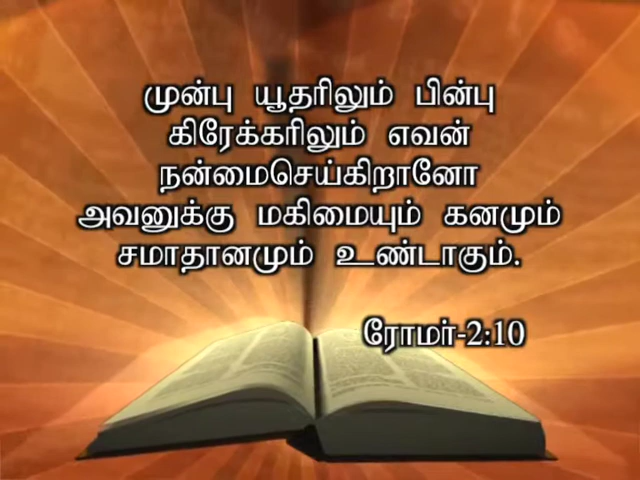 முன்பு யூதரிலும் பின்பு
கிரேக்கரிலும் எவன்
நன்மைசெய்கிறானோ
அவனுக்கு மகிமையும் கனமும்
சமாதானமும் உண்டாகும்.
ரோமர்-2:10